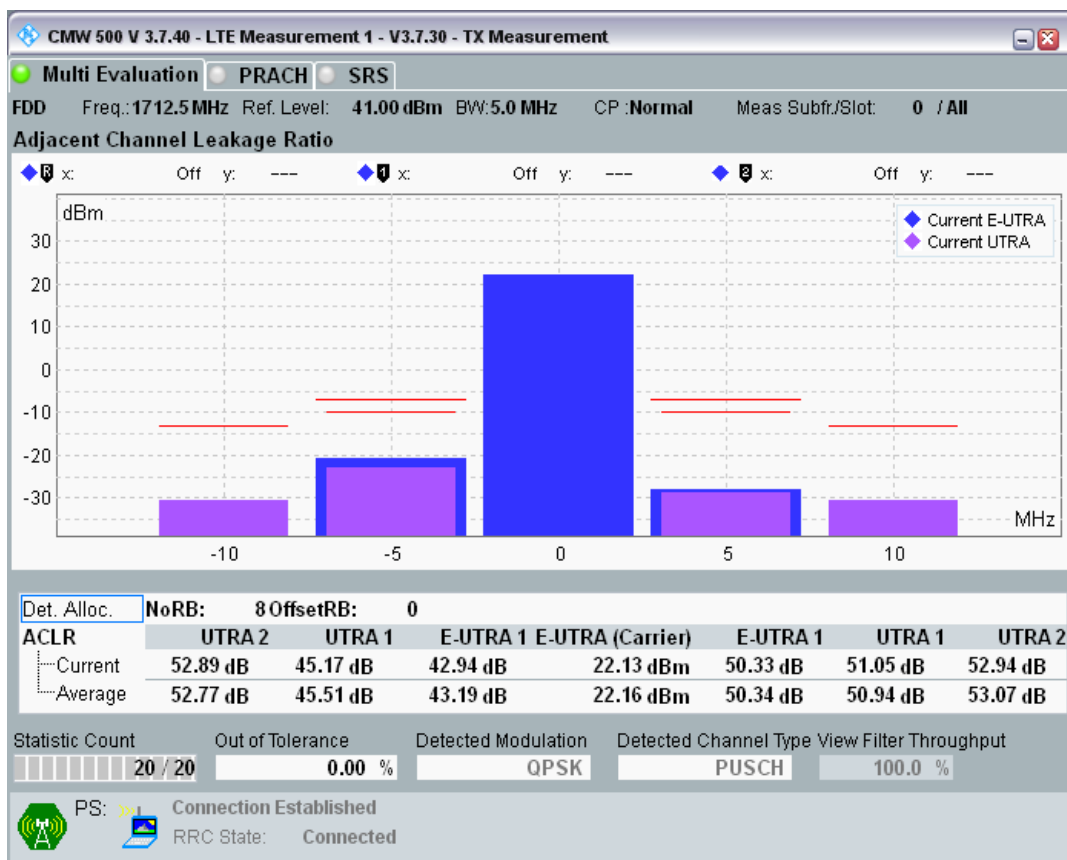 CMW 500 V 3.7.40 - LTE Measurement 1 - V3.7.30 - TX Measurement
Multi Evaluation PRACH SRS
FDD Freq.: 1712.5 MHz Ref. Level: 41.00 dBm BW: 5.0 MHz CP : Normal Meas Subfr./Slot: 0 / All
Adjacent Channel Leakage Ratio
R x: Off y: --- 1 x: Off y: --- 2 x: Off y: ---
dBm
Current E-UTRA
Current UTRA
30
20
10
0
-10
-20
-30
MHz
-10 -5 0 5 10
Det. Alloc. NoRB: 8 OffsetRB: 0
ACLR UTRA 2 UTRA 1 E-UTRA 1 E-UTRA (Carrier) E-UTRA 1 UTRA 1 UTRA 2
Current 52.89 dB 45.17 dB 42.94 dB 22.13 dBm 50.33 dB 51.05 dB 52.94 dB
Average 52.77 dB 45.51 dB 43.19 dB 22.16 dBm 50.34 dB 50.94 dB 53.07 dB
Statistic Count Out of Tolerance Detected Modulation Detected Channel Type View Filter Throughput
20 / 20 0.00 % QPSK PUSCH 100.0 %
PS: Connection Established
RRC State: Connected